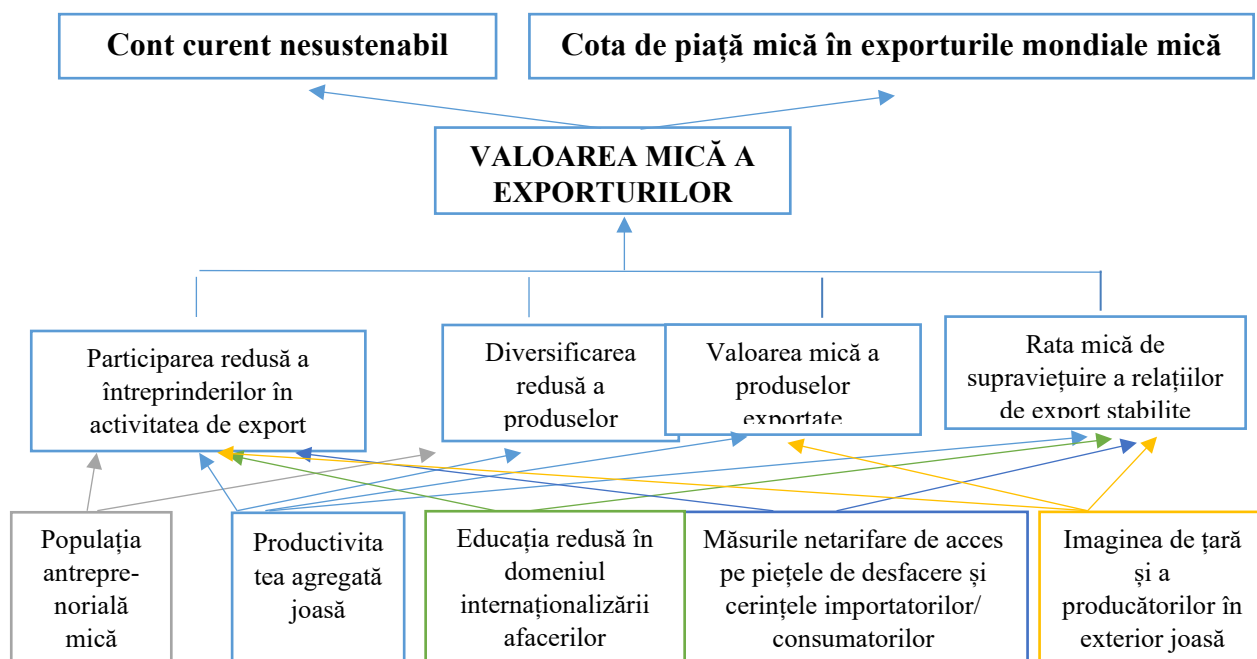 Cont curent nesustenabil
Cota de piață mică în exporturile mondiale mică
VALOAREA MICĂ A
EXPORTURILOR
Participarea redusă a
întreprinderilor în
activitatea de export
Diversificarea
redusă a
produselor
Valoarea mică a
produselor
exportate
Rata mică de
supraviețuire a relațiilor
de export stabilite
Populația
antrepre-
norială
mică
Productivita
tea agregată
joasă
Educația redusă în
domeniul
internaționalizării
afacerilor
Măsurile netarifare de acces
pe piețele de desfacere și
cerințele importatorilor/
consumatorilor
Imaginea de țară
și a
producătorilor în
exterior joasă